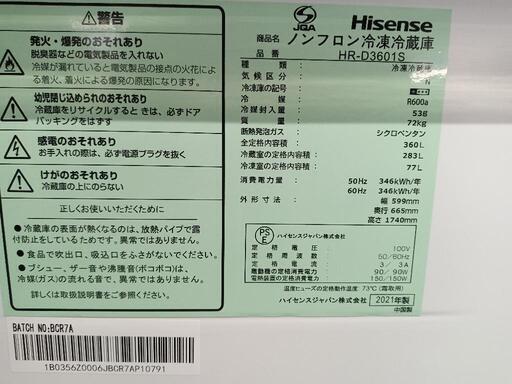 警告
発火・爆発のおそれあり
脱臭器などの電気製品を入れない
冷媒が漏れていると電気製品の接点の火花に
よる着火・爆発の原因になります。
幼児閉じ込められのおそれあり
冷蔵庫をリサイクルするときは、必ずドア
パッキングをはずす
感電のおそれあり
お手入れの際は、必ず電源プラグを抜く
けがのおそれあり
冷蔵庫の上にのらない
正しくお使いいただくために
●冷蔵庫の表面が熱くなるのは、放熱パイプで露
付防止をしているためです。異常ではありません。
●食品で吹出口、吸込口をふさがないでください。
●プシュー、ザー音や沸騰音(ボコボコ)は、
冷媒(ガス)の流れる音で、異常ではありません。
詳しくは取扱説明書をご覧ください。
JQA
Hisense
品名 ノンフロン冷凍冷蔵庫
品番 HR-D3601S
種類 冷凍冷蔵庫
気候区分 N
冷凍庫の記号
冷媒 R600a
冷媒封入量 53g
質量 72kg
断熱発泡ガス シクロペンタン
全定格内容積 360L
冷蔵室の定格内容積 283L
冷凍室の定格内容積 77L
消費電力量 50Hz 346kWh/年
60Hz 346kWh/年
外形寸法 幅 599mm
奥行 665mm
高さ 1740mm
PSE
ハイセンスジャパン株式会社
定格電圧 100V
定格周波数 50/60Hz
定格電流 3/3A
電動機の定格消費電力 90/90W
電熱装置の定格消費電力 150/150W
温度ヒューズの定格動作温度 73℃(霜取用)
ハイセンスジャパン株式会社
2021年製
中国製
BATCH NO:BCR7A
1B0356Z0006JBCR7AP10791